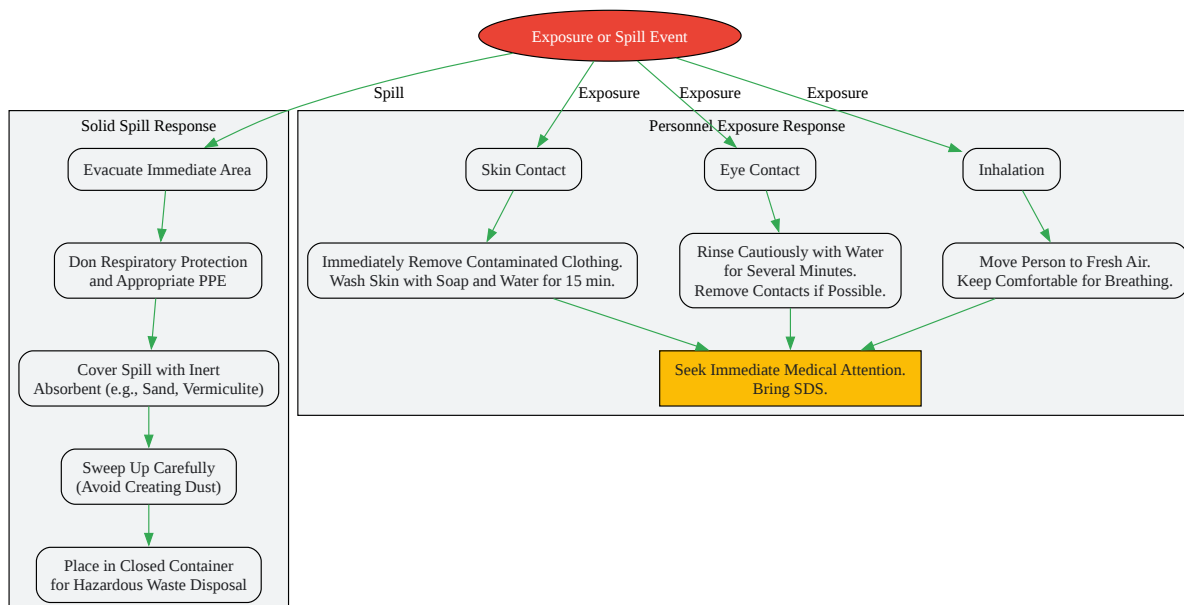 Exposure or Spill Event
Spill
Exposure
Exposure
Exposure
Solid Spill Response
Evacuate Immediate Area
Don Respiratory Protection
and Appropriate PPE
Cover Spill with Inert
Absorbent (e.g., Sand, Vermiculite)
Sweep Up Carefully
(Avoid Creating Dust)
Place in Closed Container
for Hazardous Waste Disposal
Personnel Exposure Response
Skin Contact
Immediately Remove Contaminated Clothing.
Wash Skin with Soap and Water for 15 min.
Eye Contact
Rinse Cautiously with Water
for Several Minutes.
Remove Contacts if Possible.
Inhalation
Move Person to Fresh Air.
Keep Comfortable for Breathing.
Seek Immediate Medical Attention.
Bring SDS.